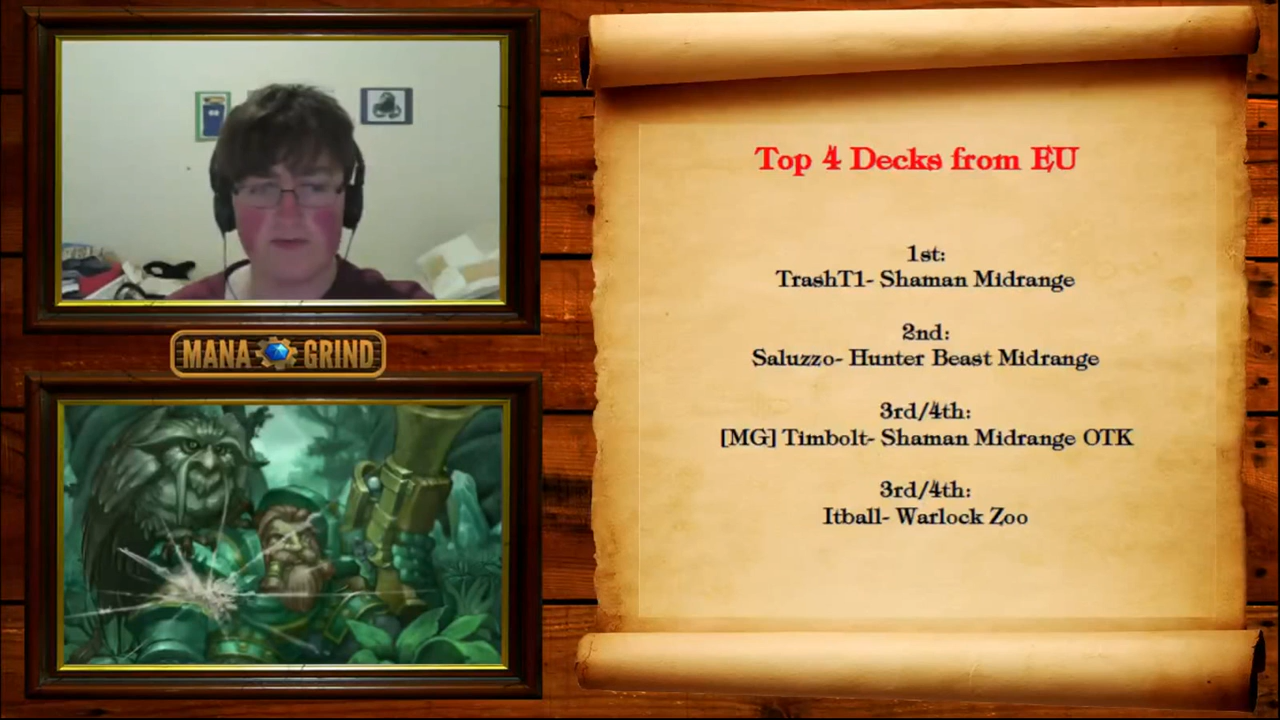 Top 4 Decks from EU
1st:
TrashT1- Shaman Midrange
2nd:
Saluzzo- Hunter Beast Midrange
3rd/4th:
[MG] Timbolt- Shaman Midrange OTK
3rd/4th:
Itball- Warlock Zoo
MANA GRIND